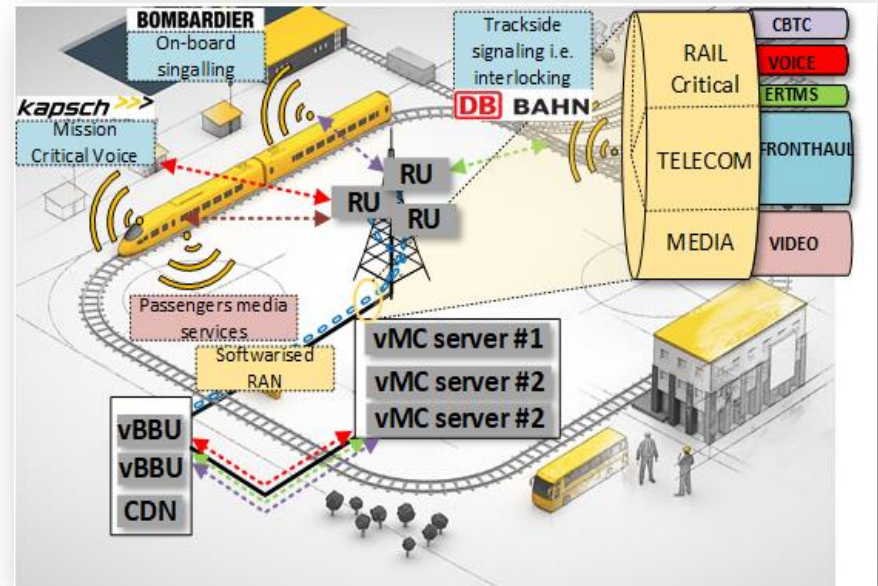 BOMBARDIER
On-board
singalling
kapsch >>>
Mission
Critical Voice
Trackside
signaling i.e.
interlocking
DB BAHN
RAIL
Critical
TELECOM
MEDIA
CBTC
VOICE
ERTMS
FRONTHAUL
VIDEO
RU
RU
RU
Passengers media
services
Softwarised
RAN
vMC server #1
vMC server #2
vMC server #2
vBBU
vBBU
CDN